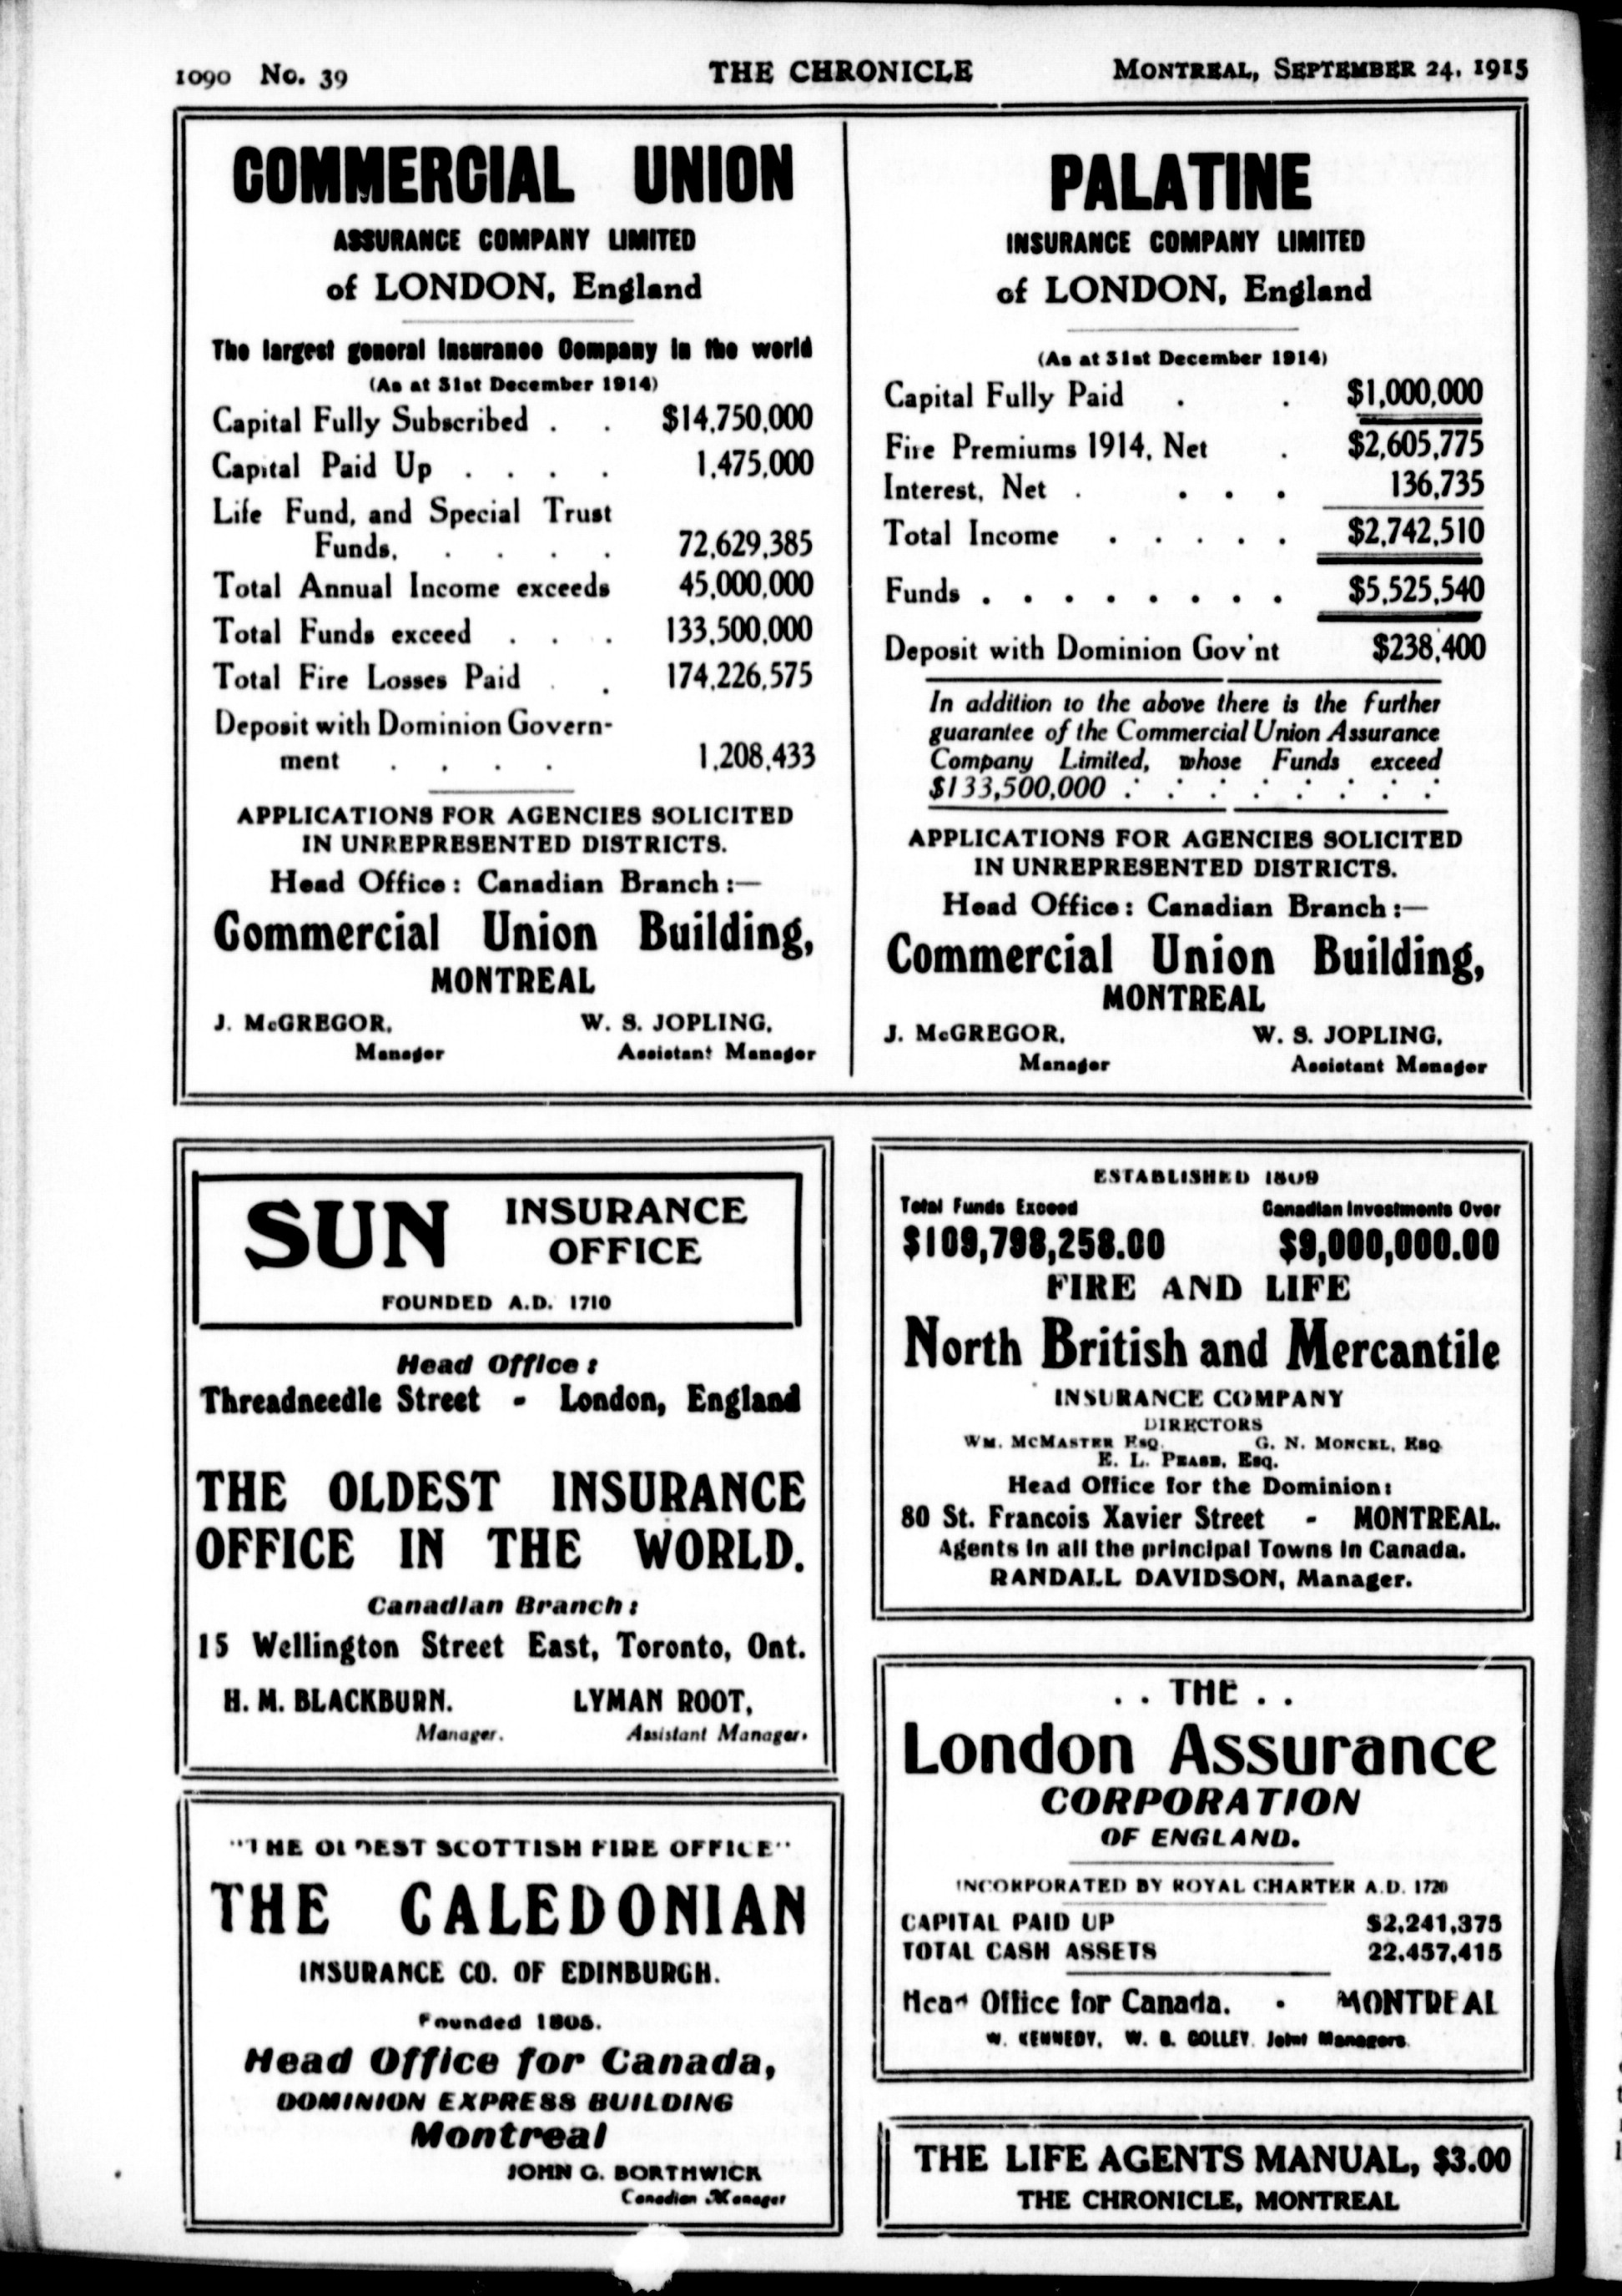 1090 No. 39 THE CHRONICLE MONTREAL, SEPTEMBER 24, 1915
COMMERCIAL UNION
ASSURANCE COMPANY LIMITED
of LONDON, England
The largest general Insurance Company in the world
(As at 31st December 1914)
Capital Fully Subscribed . . $14,750,000
Capital Paid Up . . . . 1,475,000
Life Fund, and Special Trust
Funds, . . . . 72,629,385
Total Annual Income exceeds 45,000,000
Total Funds exceed . . . 133,500,000
Total Fire Losses Paid . . 174,226,575
Deposit with Dominion Govern-
ment . . . . 1,208,433
APPLICATIONS FOR AGENCIES SOLICITED
IN UNREPRESENTED DISTRICTS.
Head Office: Canadian Branch:—
Commercial Union Building,
MONTREAL
J. McGREGOR, W. S. JOPLING,
Manager Assistant Manager
PALATINE
INSURANCE COMPANY LIMITED
of LONDON, England
(As at 31st December 1914)
Capital Fully Paid . . $1,000,000
Fire Premiums 1914, Net . $2,605,775
Interest, Net . . . . 136,735
Total Income . . . . . $2,742,510
Funds . . . . . . . . $5,525,540
Deposit with Dominion Gov'nt $238,400
In addition to the above there is the further
guarantee of the Commercial Union Assurance
Company Limited, whose Funds exceed
$133,500,000 : . : . : . : .
APPLICATIONS FOR AGENCIES SOLICITED
IN UNREPRESENTED DISTRICTS.
Head Office: Canadian Branch:—
Commercial Union Building,
MONTREAL
J. McGREGOR, W. S. JOPLING,
Manager Assistant Manager
SUN INSURANCE
OFFICE
FOUNDED A.D. 1710
Head Office:
Threadneedle Street - London, England
THE OLDEST INSURANCE
OFFICE IN THE WORLD.
Canadian Branch:
15 Wellington Street East, Toronto, Ont.
H. M. BLACKBURN. LYMAN ROOT,
Manager. Assistant Manager.
"THE OLDEST SCOTTISH FIRE OFFICE"
THE CALEDONIAN
INSURANCE CO. OF EDINBURGH.
Founded 1805.
Head Office for Canada,
DOMINION EXPRESS BUILDING
Montreal
JOHN G. BORTHWICK
Canadian Manager
ESTABLISHED 1809
Total Funds Exceed Canadian Investments Over
$109,798,258.00 $9,000,000.00
FIRE AND LIFE
North British and Mercantile
INSURANCE COMPANY
DIRECTORS
WM. MCMASTER ESQ. G. N. MONCEL, ESQ
E. L. PEASE, ESQ.
Head Office for the Dominion:
80 St. Francois Xavier Street - MONTREAL.
Agents in all the principal Towns in Canada.
RANDALL DAVIDSON, Manager.
. . THE . .
London Assurance
CORPORATION
OF ENGLAND.
INCORPORATED BY ROYAL CHARTER A.D. 1720
CAPITAL PAID UP $2,241,375
TOTAL CASH ASSETS 22,457,415
Head Office for Canada. - MONTREAL
W. KENNEDY, W. B. COLLEY, Joint Managers.
THE LIFE AGENTS MANUAL, $3.00
THE CHRONICLE, MONTREAL